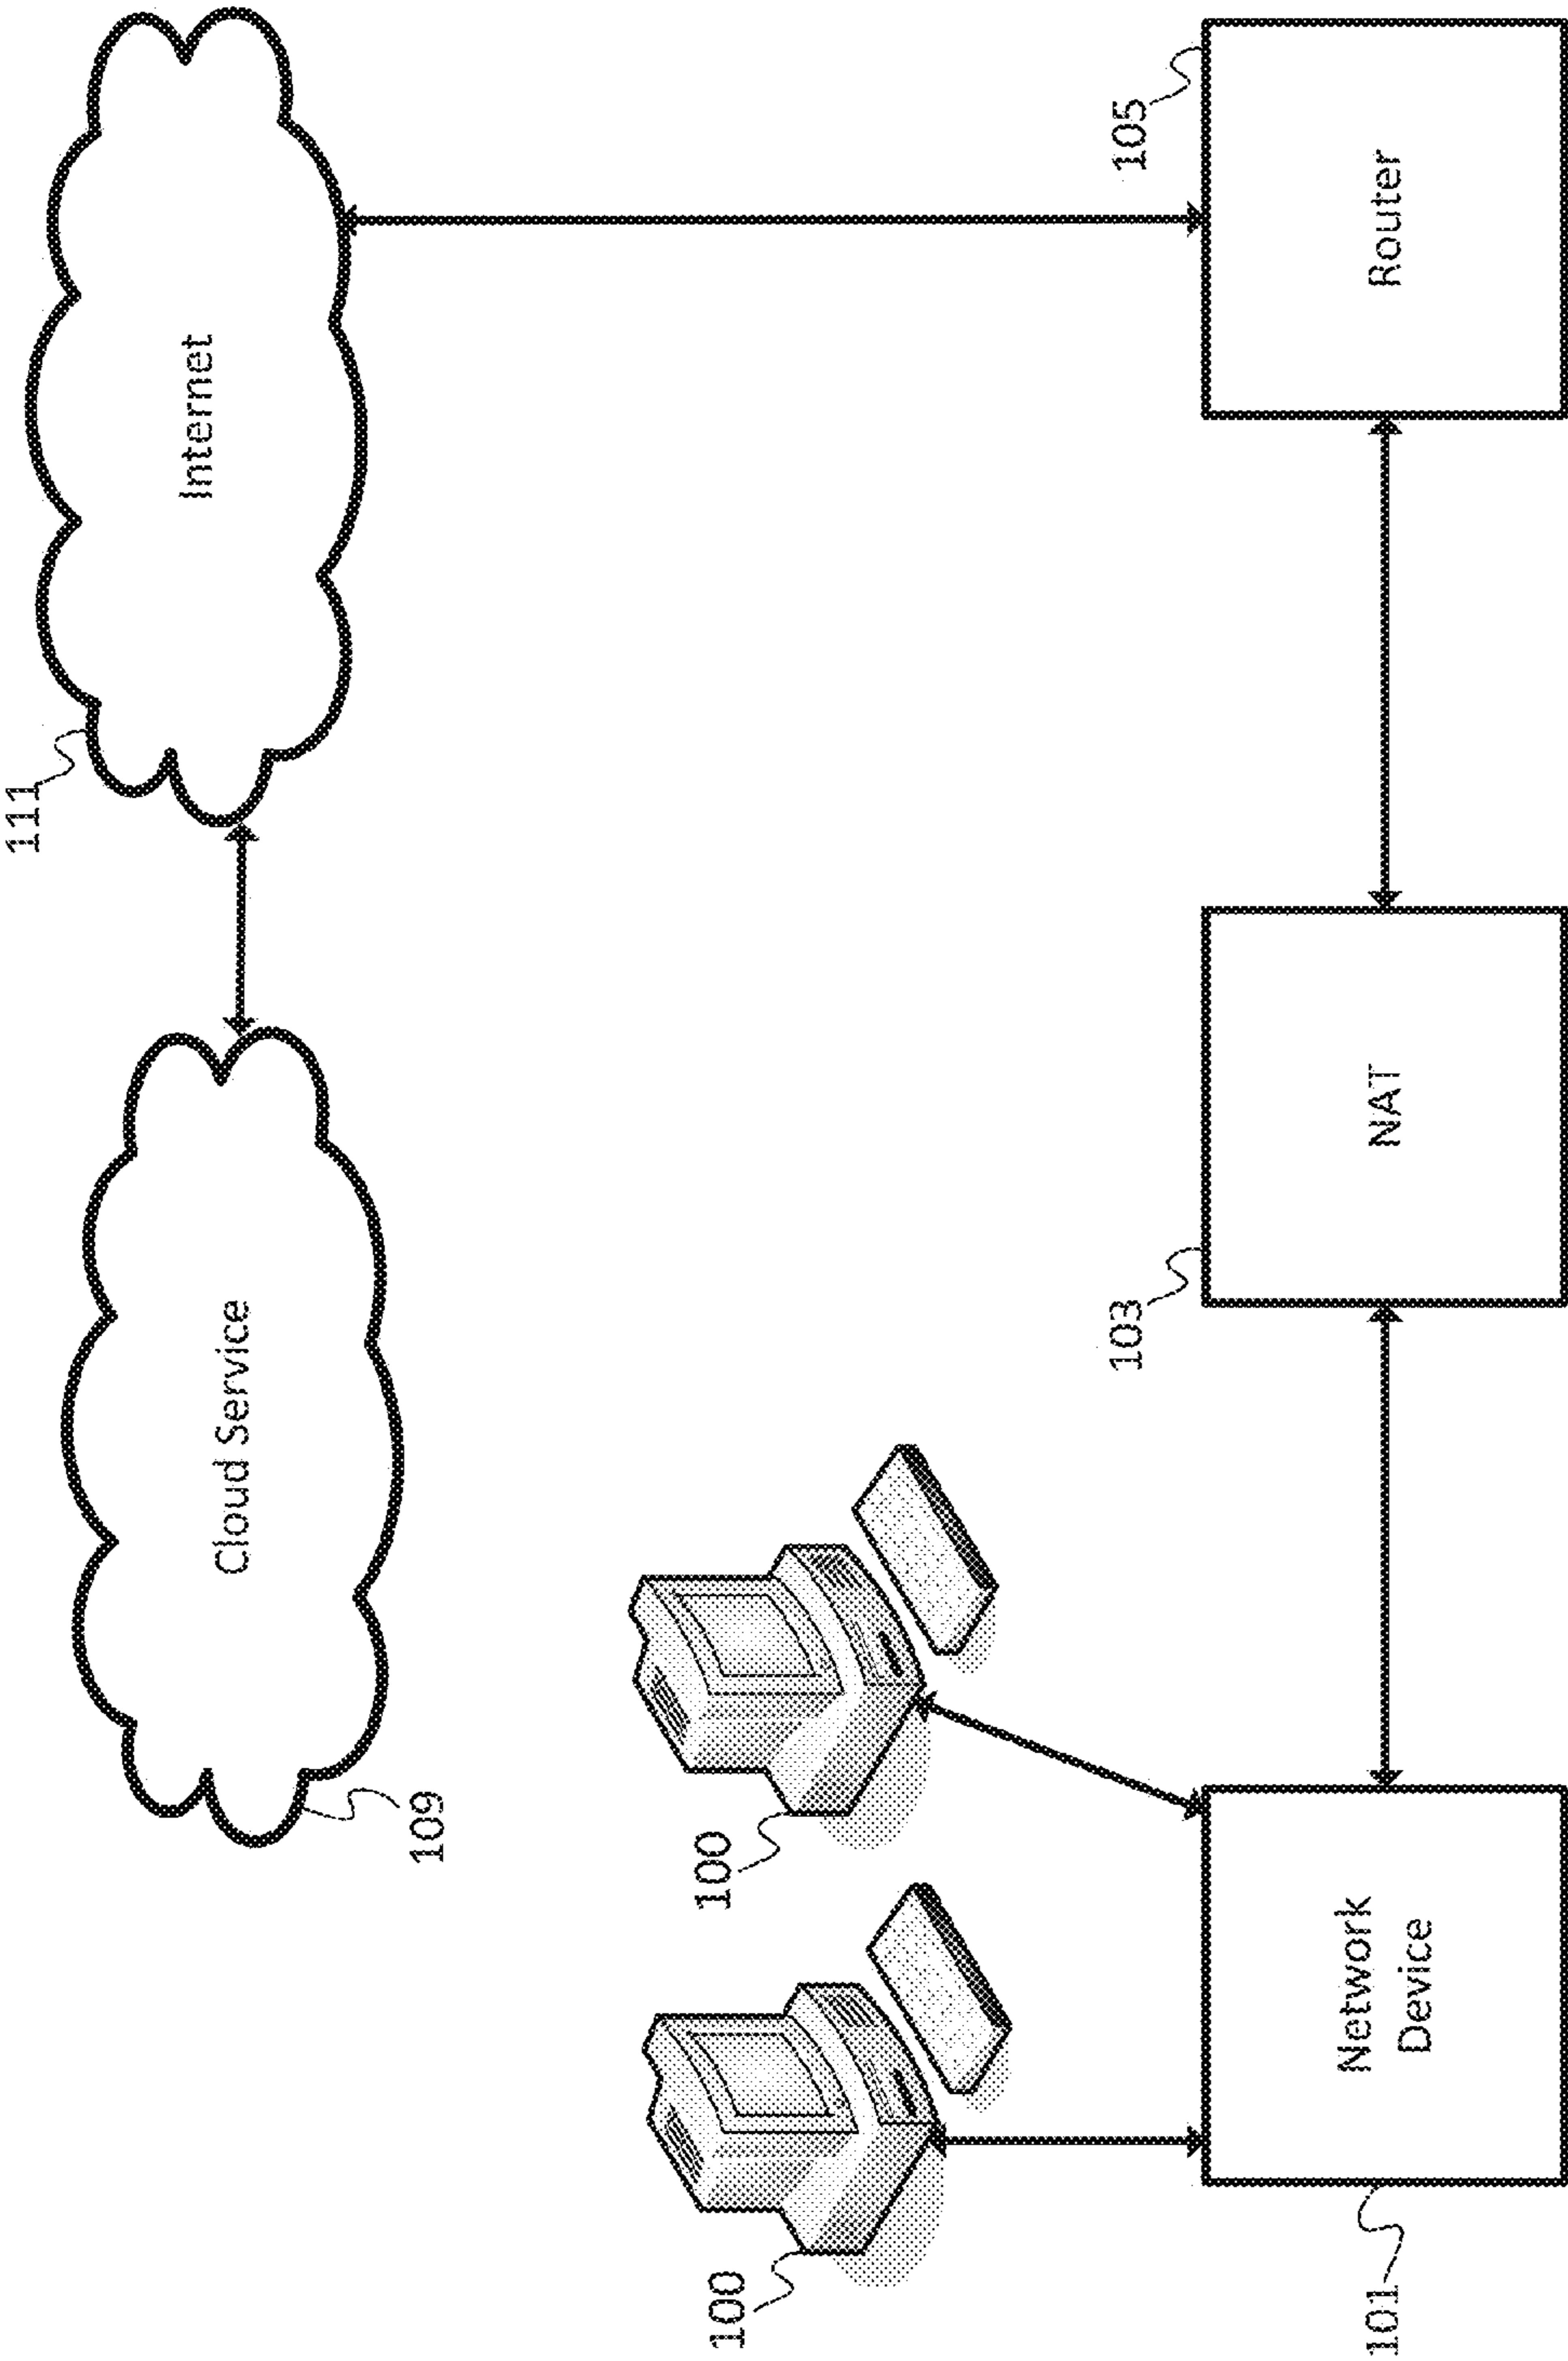 111
Internet
Cloud Service
109
100
100
105
Router
103
NAT
Network
Device
101